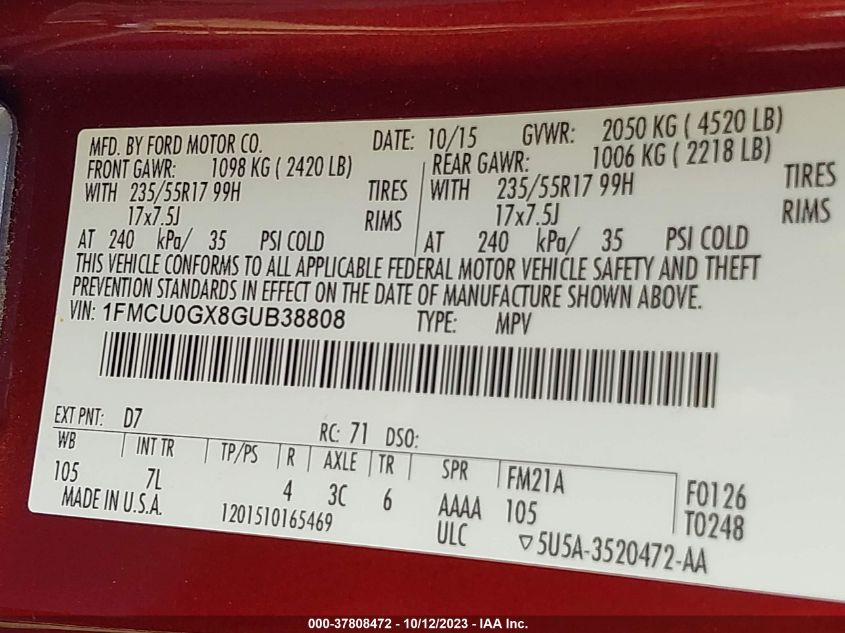 MFD. BY FORD MOTOR CO. DATE: 10/15 GVWR: 2050 KG ( 4520 LB)
FRONT GAWR: 1098 KG ( 2420 LB) REAR GAWR: 1006 KG ( 2218 LB)
WITH 235/55R17 99H TIRES WITH 235/55R17 99H TIRES
17x7.5J RIMS 17x7.5J RIMS
AT 240 kPa/ 35 PSI COLD AT 240 kPa/ 35 PSI COLD
THIS VEHICLE CONFORMS TO ALL APPLICABLE FEDERAL MOTOR VEHICLE SAFETY AND THEFT
PREVENTION STANDARDS IN EFFECT ON THE DATE OF MANUFACTURE SHOWN ABOVE.
VIN: 1FMCU0GX8GUB38808 TYPE: MPV
EXT PNT: D7 RC: 71 DSO:
WB INT TR TP/PS R AXLE TR SPR FM21A F0126
105 7L 4 3C 6 AAAA 105 T0248
MADE IN U.S.A. 1201510165469 ULC ▽5U5A-3520472-AA
000-37808472 - 10/12/2023 - IAA Inc.